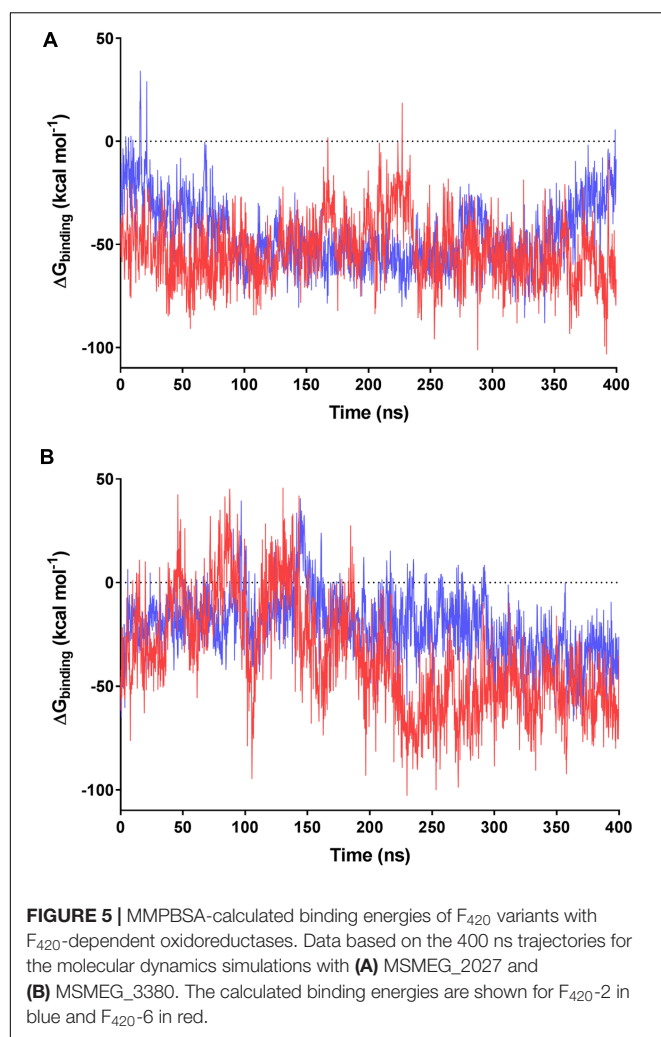 A
50
0
-50
-100
ΔGbinding (kcal mol-1)
0 50 100 150 200 250 300 350 400
Time (ns)
B
50
0
-50
-100
ΔGbinding (kcal mol-1)
0 50 100 150 200 250 300 350 400
Time (ns)
FIGURE 5 | MMPBSA-calculated binding energies of F420 variants with
F420-dependent oxidoreductases. Data based on the 400 ns trajectories for
the molecular dynamics simulations with (A) MSMEG_2027 and
(B) MSMEG_3380. The calculated binding energies are shown for F420-2 in
blue and F420-6 in red.